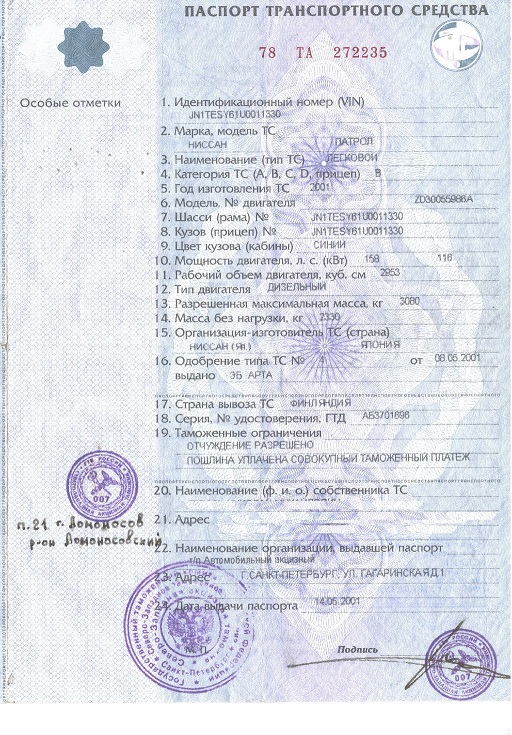 ПАСПОРТ ТРАНСПОРТНОГО СРЕДСТВА
78 ТА 272235
Особые отметки
1. Идентификационный номер (VIN)
JN1TESY61U0011330
2. Марка, модель ТС
НИССАН ПАТРОЛ
3. Наименование (тип ТС) ЛЕГКОВОЙ
4. Категория ТС (A, B, C, D, прицеп) B
5. Год изготовления ТС 2001
6. Модель, № двигателя ZD30055986A
7. Шасси (рама) № JN1TESY61U0011330
8. Кузов (прицеп) № JN1TESY61U0011330
9. Цвет кузова (кабины) СИНИЙ
10. Мощность двигателя, л. с. (кВт) 158 116
11. Рабочий объем двигателя, куб. см 2953
12. Тип двигателя ДИЗЕЛЬНЫЙ
13. Разрешенная максимальная масса, кг 3080
14. Масса без нагрузки, кг 2330
15. Организация-изготовитель ТС (страна)
НИССАН (Яп.) ЯПОНИЯ
16. Одобрение типа ТС № 1 от 08.05.2001
выдано ЭБ АРТА
17. Страна вывоза ТС ФИНЛЯНДИЯ
18. Серия, № удостоверения, ГТД АБ3701698
19. Таможенные ограничения
ОТЧУЖДЕНИЕ РАЗРЕШЕНО
ПОШЛИНА УПЛАЧЕНА СОВОКУПНЫЙ ТАМОЖЕННЫЙ ПЛАТЕЖ
20. Наименование (ф. и. о.) собственника ТС
007
п.21 г. Ломоносов
р-он Ломоносовский
21. Адрес
22. Наименование организации, выдавшей паспорт
т/п Автомобильный акцизный
23. Адрес Г.САНКТ-ПЕТЕРБУРГ, УЛ. ГАГАРИНСКАЯ Д.1
24. Дата выдачи паспорта 14.05.2001
М. П.
Подпись
007